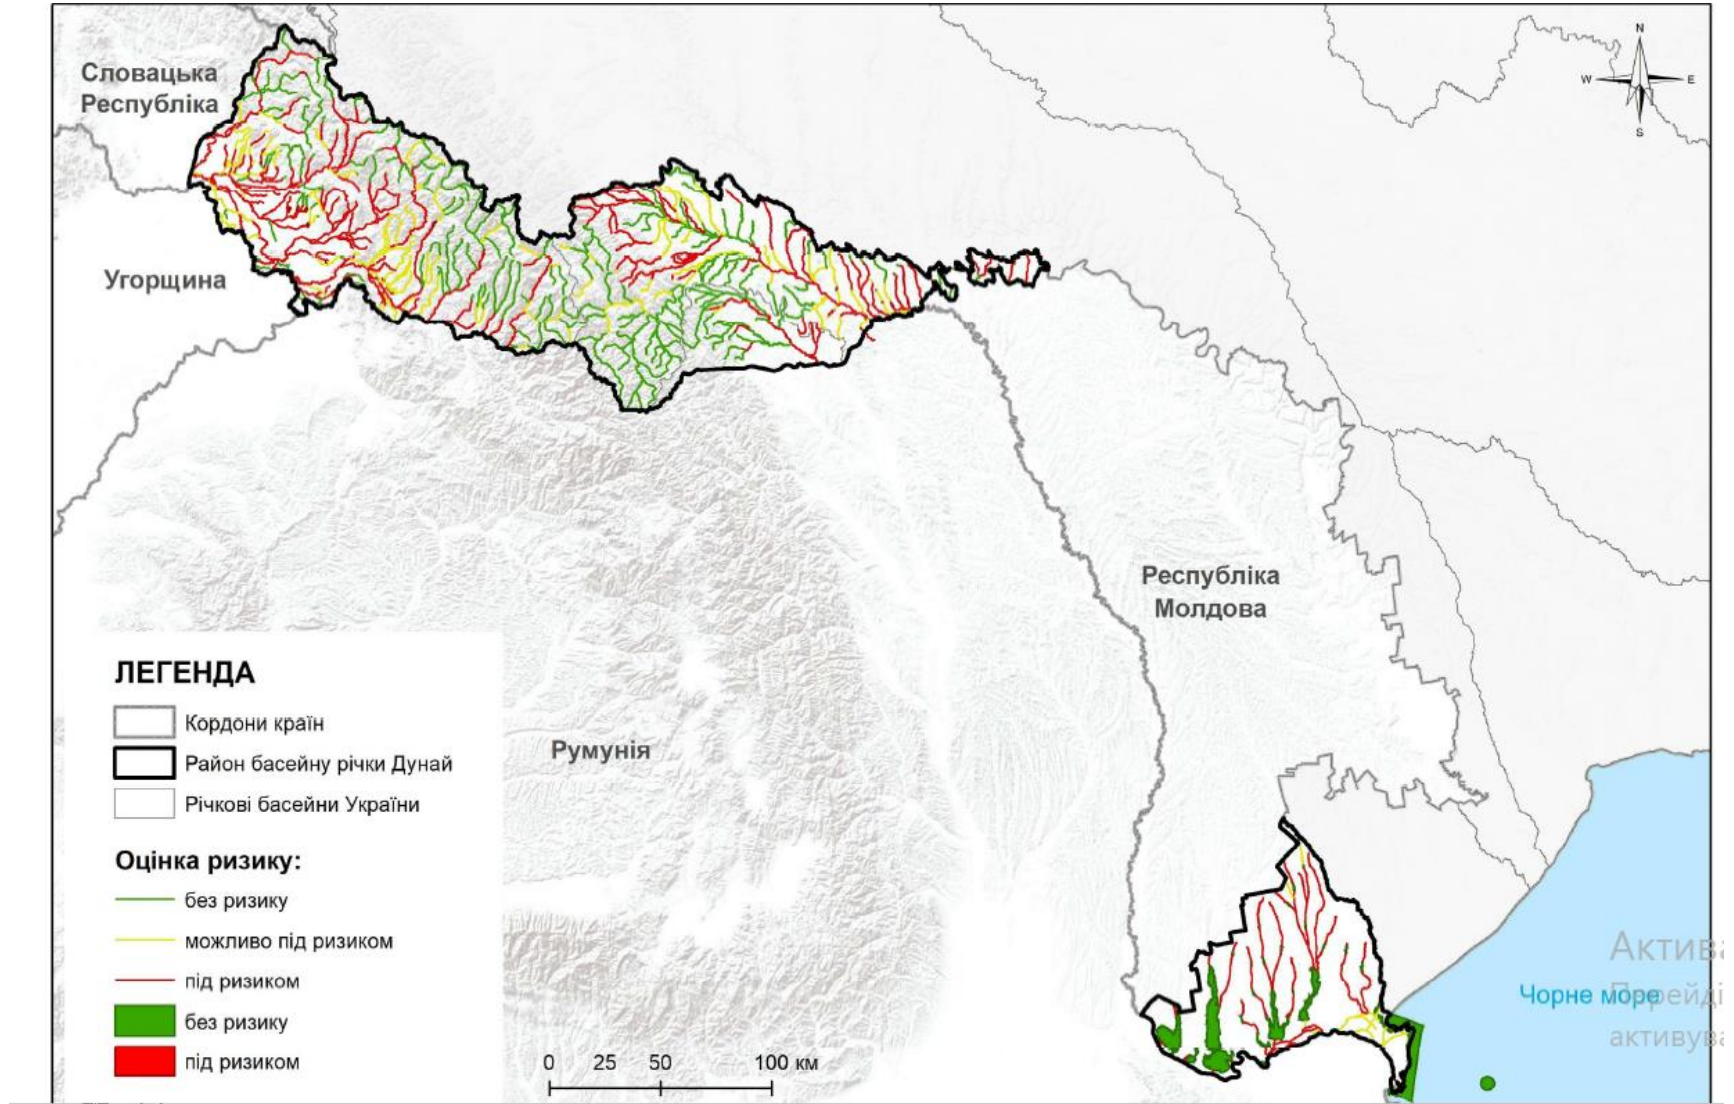 N
W
E
S
Словацька
Республіка
Угорщина
Республіка
Молдова
Румунія
Чорне море
ЛЕГЕНДА
Кордони країн
Район басейну річки Дунай
Річкові басейни України
Оцінка ризику:
без ризику
можливо під ризиком
під ризиком
без ризику
під ризиком
0 25 50 100 км